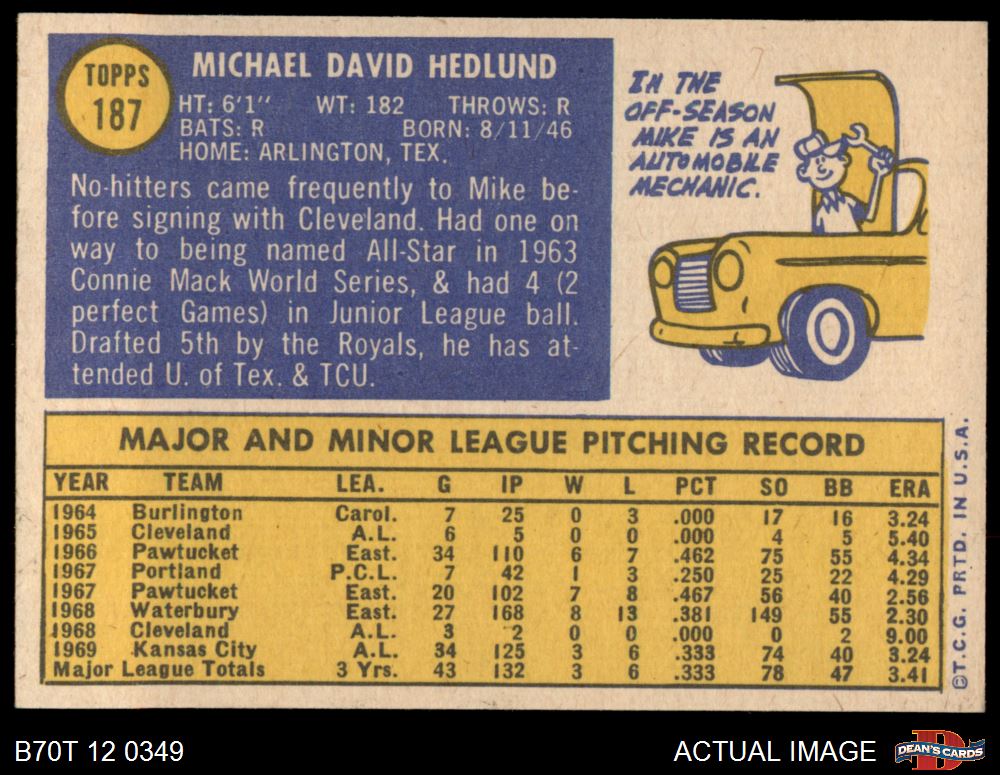 TOPPS
187
MICHAEL DAVID HEDLUND
HT: 6'1" WT: 182 THROWS: R
BATS: R BORN: 8/11/46
HOME: ARLINGTON, TEX.
No-hitters came frequently to Mike be-
fore signing with Cleveland. Had one on
way to being named All-Star in 1963
Connie Mack World Series, & had 4 (2
perfect Games) in Junior League ball.
Drafted 5th by the Royals, he has at-
tended U. of Tex. & TCU.
IN THE
OFF-SEASON
MIKE IS AN
AUTOMOBILE
MECHANIC.
MAJOR AND MINOR LEAGUE PITCHING RECORD
YEAR TEAM LEA. G IP W L PCT SO BB ERA
1964 Burlington Carol. 7 25 0 3 .000 17 16 3.24
1965 Cleveland A.L. 6 5 0 0 .000 4 5 5.40
1966 Pawtucket East. 34 110 6 7 .462 75 55 4.34
1967 Portland P.C.L. 7 42 1 3 .250 25 22 4.29
1967 Pawtucket East. 20 102 7 8 .467 56 40 2.56
1968 Waterbury East. 27 168 8 13 .381 149 55 2.30
1968 Cleveland A.L. 3 2 0 0 .000 0 2 9.00
1969 Kansas City A.L. 34 125 3 6 .333 74 40 3.24
Major League Totals 3 Yrs. 43 132 3 6 .333 78 47 3.41
©T.C.G. PRTD. IN U.S.A.
B70T 12 0349
ACTUAL IMAGE
B
DEAN'S CARDS